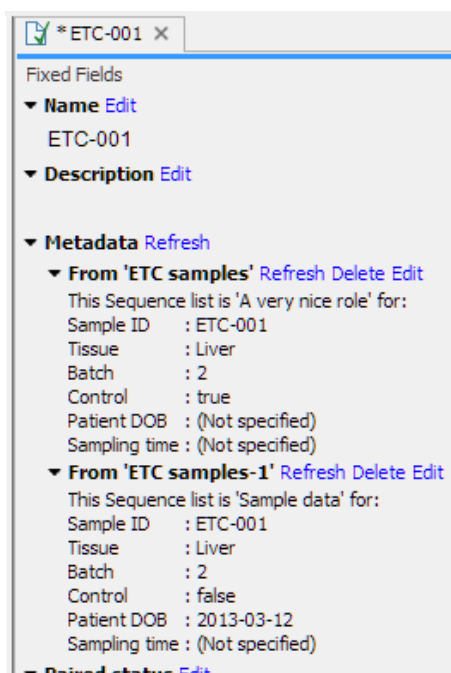 * ETC-001
Fixed Fields
Name Edit
ETC-001
Description Edit
Metadata Refresh
From 'ETC samples' Refresh Delete Edit
This Sequence list is 'A very nice role' for:
Sample ID : ETC-001
Tissue : Liver
Batch : 2
Control : true
Patient DOB : (Not specified)
Sampling time : (Not specified)
From 'ETC samples-1' Refresh Delete Edit
This Sequence list is 'Sample data' for:
Sample ID : ETC-001
Tissue : Liver
Batch : 2
Control : false
Patient DOB : 2013-03-12
Sampling time : (Not specified)
Paired status Edit